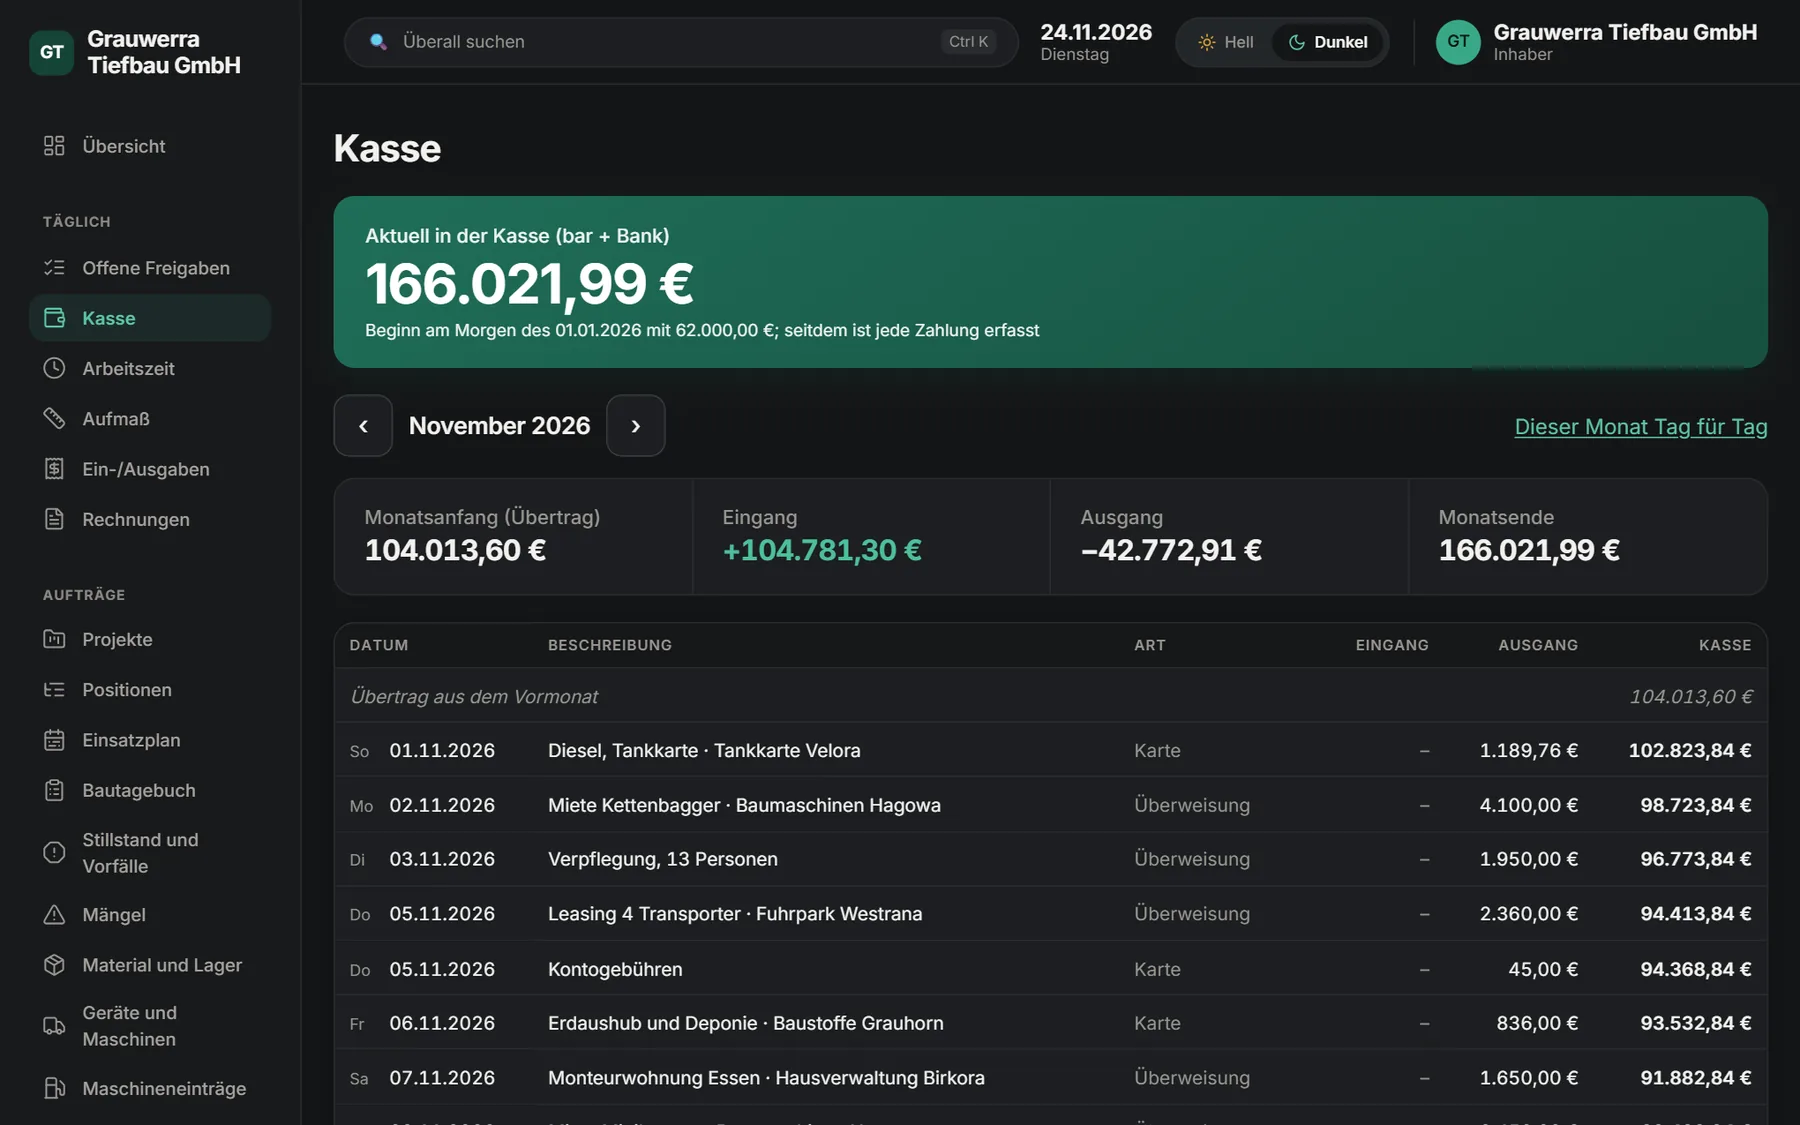 GT
Grauwerra
Tiefbau GmbH
Überall suchen
Ctrl K
24.11.2026
Dienstag
Hell
Dunkel
GT
Grauwerra Tiefbau GmbH
Inhaber
Übersicht
TÄGLICH
Offene Freigaben
Kasse
Arbeitszeit
Aufmaß
Ein-/Ausgaben
Rechnungen
AUFTRÄGE
Projekte
Positionen
Einsatzplan
Bautagebuch
Stillstand und
Vorfälle
Mängel
Material und Lager
Geräte und
Maschinen
Maschineneinträge
Kasse
Aktuell in der Kasse (bar + Bank)
166.021,99 €
Beginn am Morgen des 01.01.2026 mit 62.000,00 €; seitdem ist jede Zahlung erfasst
‹ November 2026 ›
Dieser Monat Tag für Tag
Monatsanfang (Übertrag)
104.013,60 €
Eingang
+104.781,30 €
Ausgang
−42.772,91 €
Monatsende
166.021,99 €
DATUM BESCHREIBUNG ART EINGANG AUSGANG KASSE
Übertrag aus dem Vormonat 104.013,60 €
So 01.11.2026 Diesel, Tankkarte · Tankkarte Velora Karte – 1.189,76 € 102.823,84 €
Mo 02.11.2026 Miete Kettenbagger · Baumaschinen Hagowa Überweisung – 4.100,00 € 98.723,84 €
Di 03.11.2026 Verpflegung, 13 Personen Überweisung – 1.950,00 € 96.773,84 €
Do 05.11.2026 Leasing 4 Transporter · Fuhrpark Westrana Überweisung – 2.360,00 € 94.413,84 €
Do 05.11.2026 Kontogebühren Karte – 45,00 € 94.368,84 €
Fr 06.11.2026 Erdaushub und Deponie · Baustoffe Grauhorn Karte – 836,00 € 93.532,84 €
Sa 07.11.2026 Monteurwohnung Essen · Hausverwaltung Birkora Überweisung – 1.650,00 € 91.882,84 €